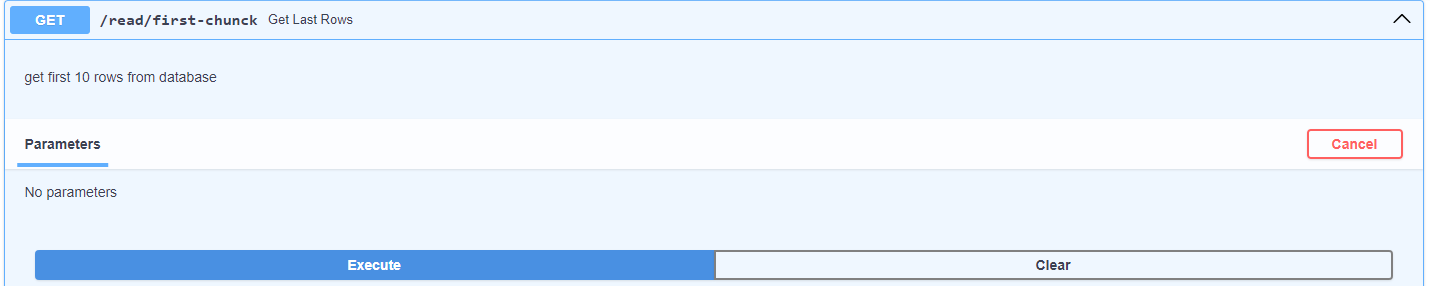 GET /read/first-chunck Get Last Rows
get first 10 rows from database
Parameters Cancel
No parameters
Execute Clear